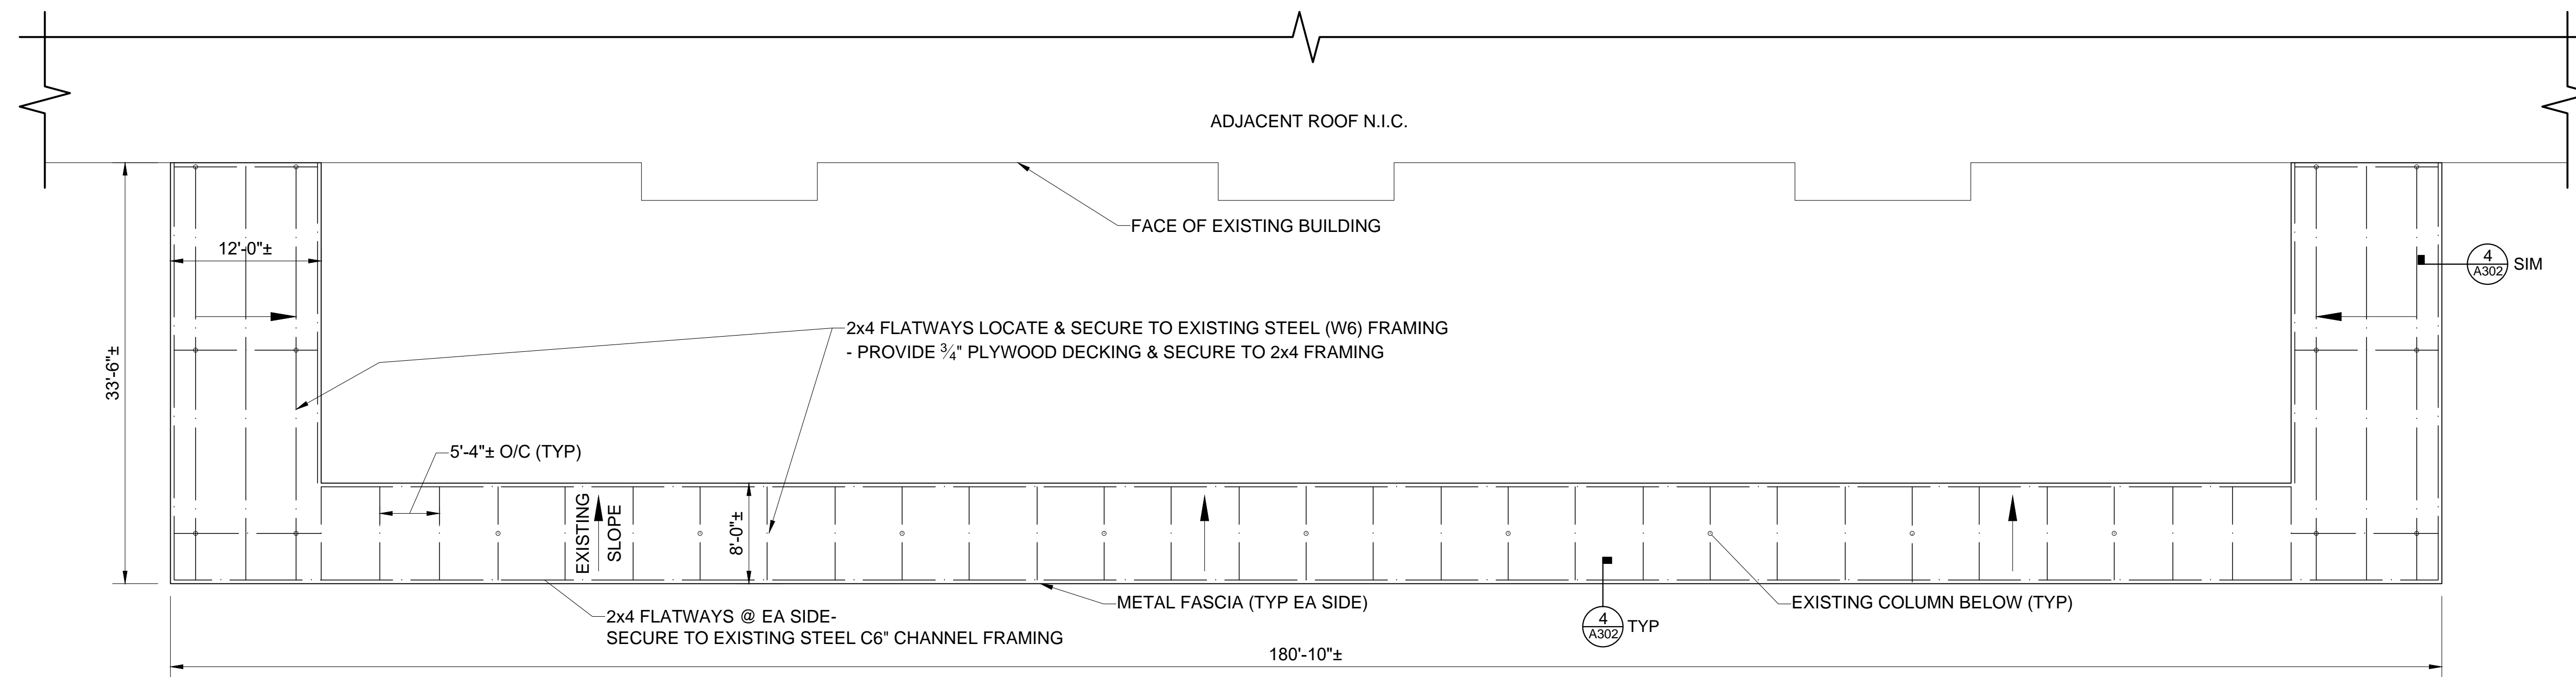 ADJACENT ROOF N.I.C.
FACE OF EXISTING BUILDING
12'-0"±
4
A302
SIM
2x4 FLATWAYS LOCATE & SECURE TO EXISTING STEEL (W6) FRAMING
- PROVIDE 3/4" PLYWOOD DECKING & SECURE TO 2x4 FRAMING
33'-6"±
5'-4"± O/C (TYP)
EXISTING
SLOPE
8'-0"±
METAL FASCIA (TYP EA SIDE)
EXISTING COLUMN BELOW (TYP)
2x4 FLATWAYS @ EA SIDE-
SECURE TO EXISTING STEEL C6" CHANNEL FRAMING
4
A302
TYP
180'-10"±